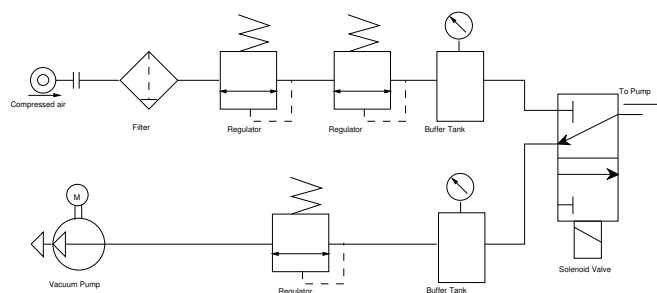 To Pump
Compressed air
Filter
Regulator
Regulator
Buffer Tank
M
Solenoid Valve
Vacuum Pump
Regulator
Buffer Tank